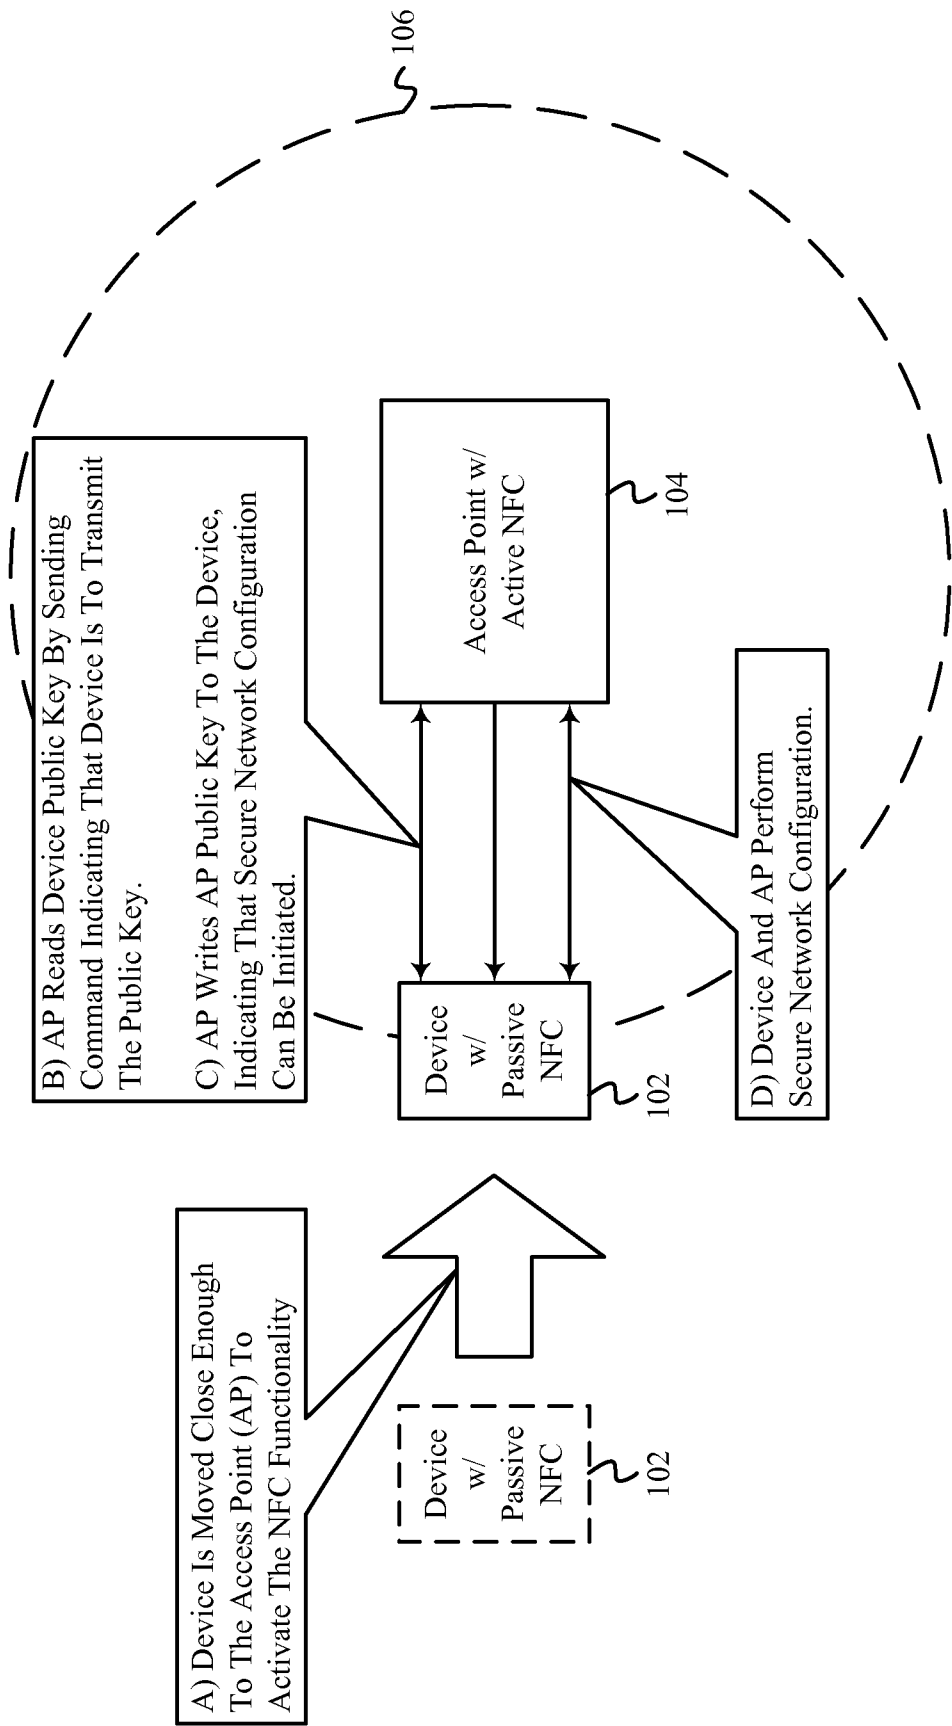 A) Device Is Moved Close Enough
To The Access Point (AP) To
Activate The NFC Functionality
B) AP Reads Device Public Key By Sending
Command Indicating That Device Is To Transmit
The Public Key.
C) AP Writes AP Public Key To The Device,
Indicating That Secure Network Configuration
Can Be Initiated.
106
Device
w/
Passive
NFC
102
Device
w/
Passive
NFC
102
Access Point w/
Active NFC
104
D) Device And AP Perform
Secure Network Configuration.